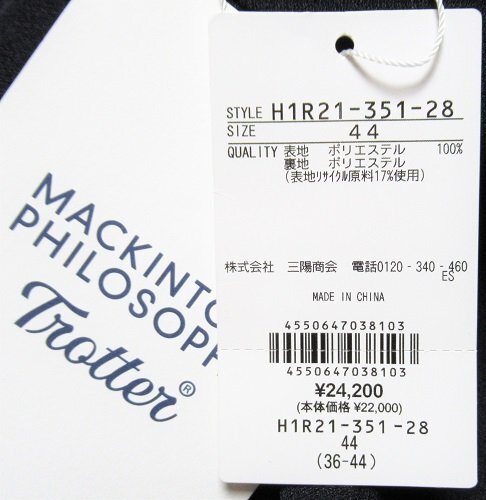 MACKINTO
PHILOSOPH
Trotter®
STYLE H1R21-351-28
SIZE 44
QUALITY 表地 ポリエステル 100%
裏地 ポリエステル
(表地リサイクル原料17%使用)
株式会社 三陽商会 電話0120-340-460
ES
MADE IN CHINA
4550647038103
4550647038103
¥24,200
(本体価格 ¥22,000)
H1R21-351-28
44
(36-44)